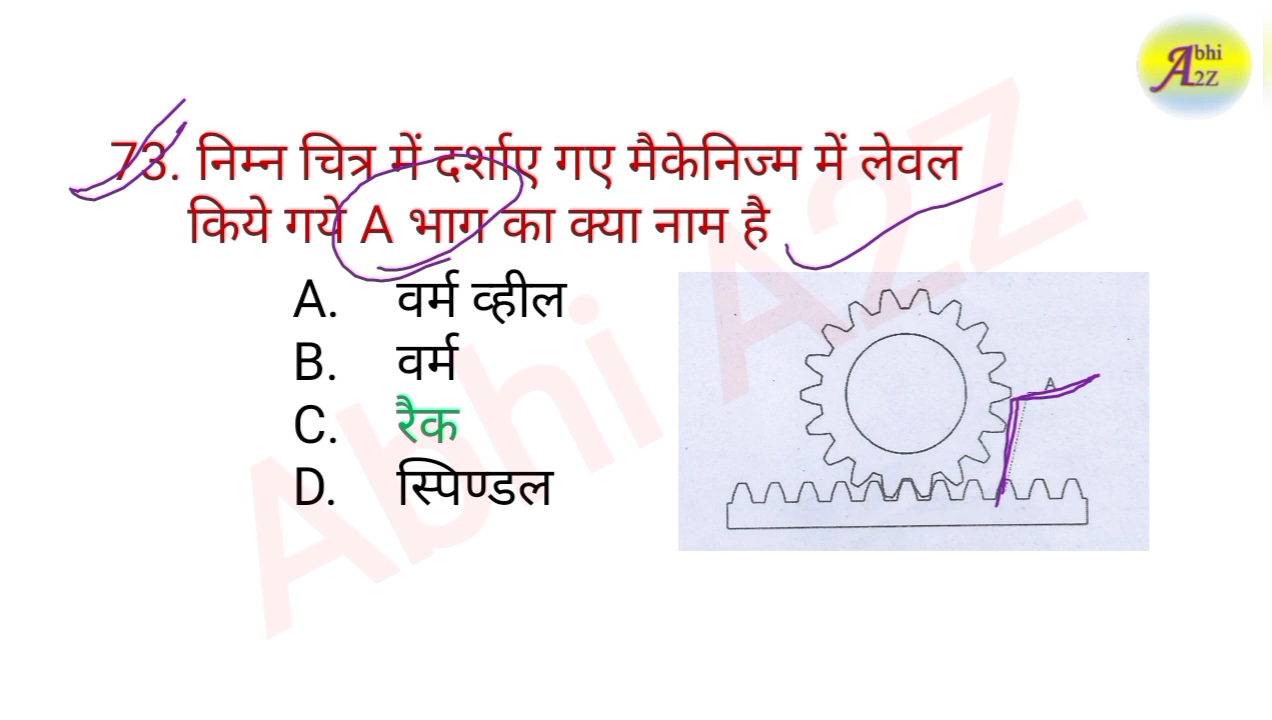 Abhi
A2Z
73. निम्न चित्र में दर्शाए गए मैकेनिज्म में लेवल
किये गये A भाग का क्या नाम है
A. वर्म व्हील
B. वर्म
C. रैक
D. स्पिण्डल
A
Abhi A2Z